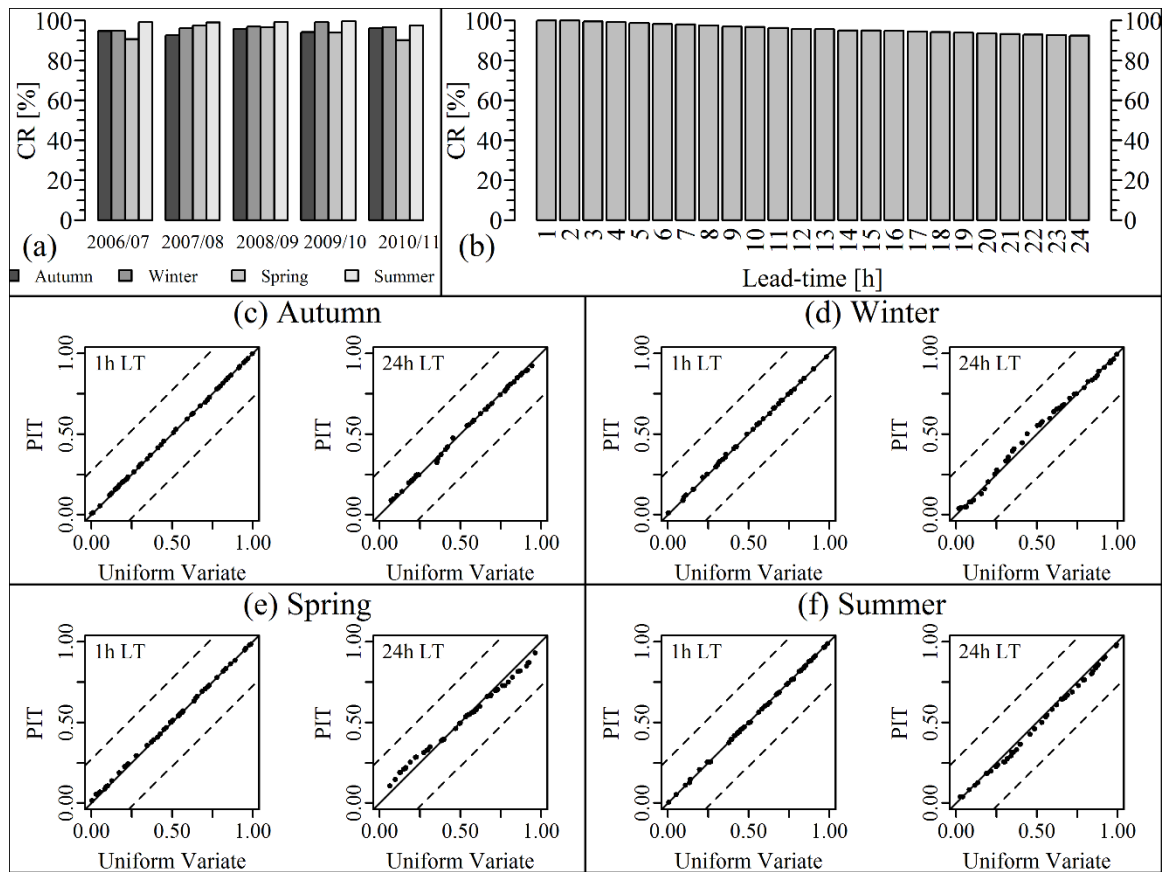 CR [%]
0 20 40 60 80 100
2006/07 2007/08 2008/09 2009/10 2010/11
(a)
Autumn Winter Spring Summer
CR [%]
0 20 40 60 80 100
0 20 40 60 80 100
1 2 3 4 5 6 7 8 9 10 11 12 13 14 15 16 17 18 19 20 21 22 23 24
(b)
Lead-time [h]
(c) Autumn
1h LT
PIT
0.00 0.50 1.00
0.00 0.50 1.00
Uniform Variate
24h LT
PIT
0.00 0.50 1.00
0.00 0.50 1.00
Uniform Variate
(d) Winter
1h LT
PIT
0.00 0.50 1.00
0.00 0.50 1.00
Uniform Variate
24h LT
PIT
0.00 0.50 1.00
0.00 0.50 1.00
Uniform Variate
(e) Spring
1h LT
PIT
0.00 0.50 1.00
0.00 0.50 1.00
Uniform Variate
24h LT
PIT
0.00 0.50 1.00
0.00 0.50 1.00
Uniform Variate
(f) Summer
1h LT
PIT
0.00 0.50 1.00
0.00 0.50 1.00
Uniform Variate
24h LT
PIT
0.00 0.50 1.00
0.00 0.50 1.00
Uniform Variate